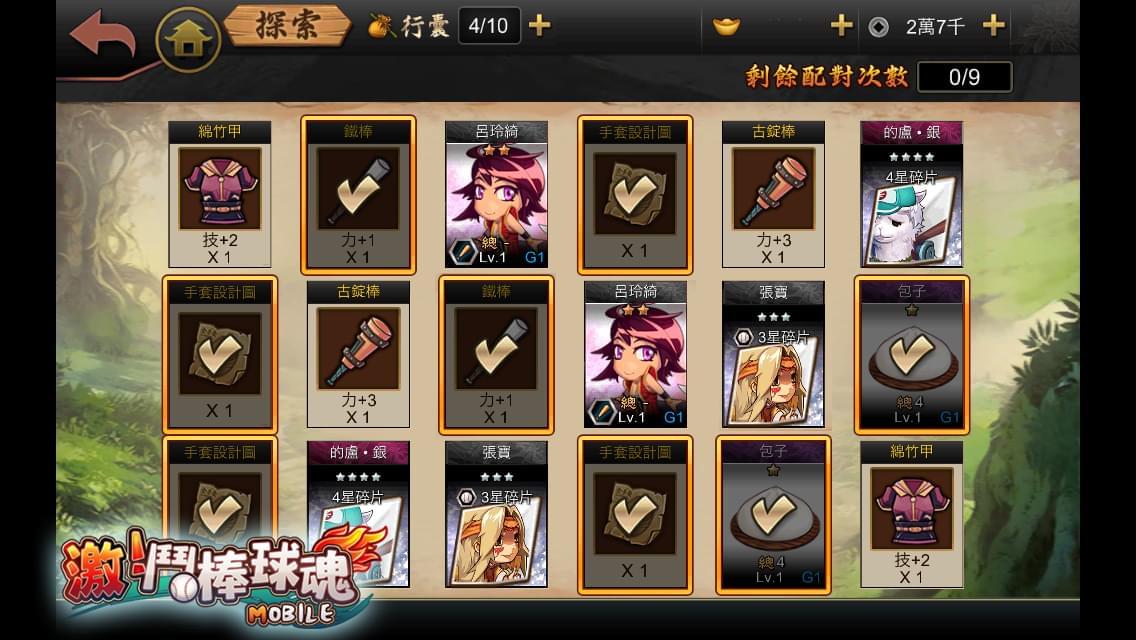 探索
行囊
4/10
2萬7千
剩餘配對次數
0/9
綿竹甲
技+2
X 1
鐵棒
力+1
X 1
呂玲綺
總 -
Lv.1
G1
手套設計圖
X 1
古錠棒
力+3
X 1
的盧・銀
4星碎片
手套設計圖
X 1
古錠棒
力+3
X 1
鐵棒
力+1
X 1
呂玲綺
總 -
Lv.1
G1
張寶
3星碎片
包子
總4
Lv.1
G1
手套設計圖
的盧・銀
4星碎片
張寶
3星碎片
手套設計圖
X 1
包子
總4
Lv.1
G1
綿竹甲
技+2
X 1
激!鬥棒球魂
MOBILE